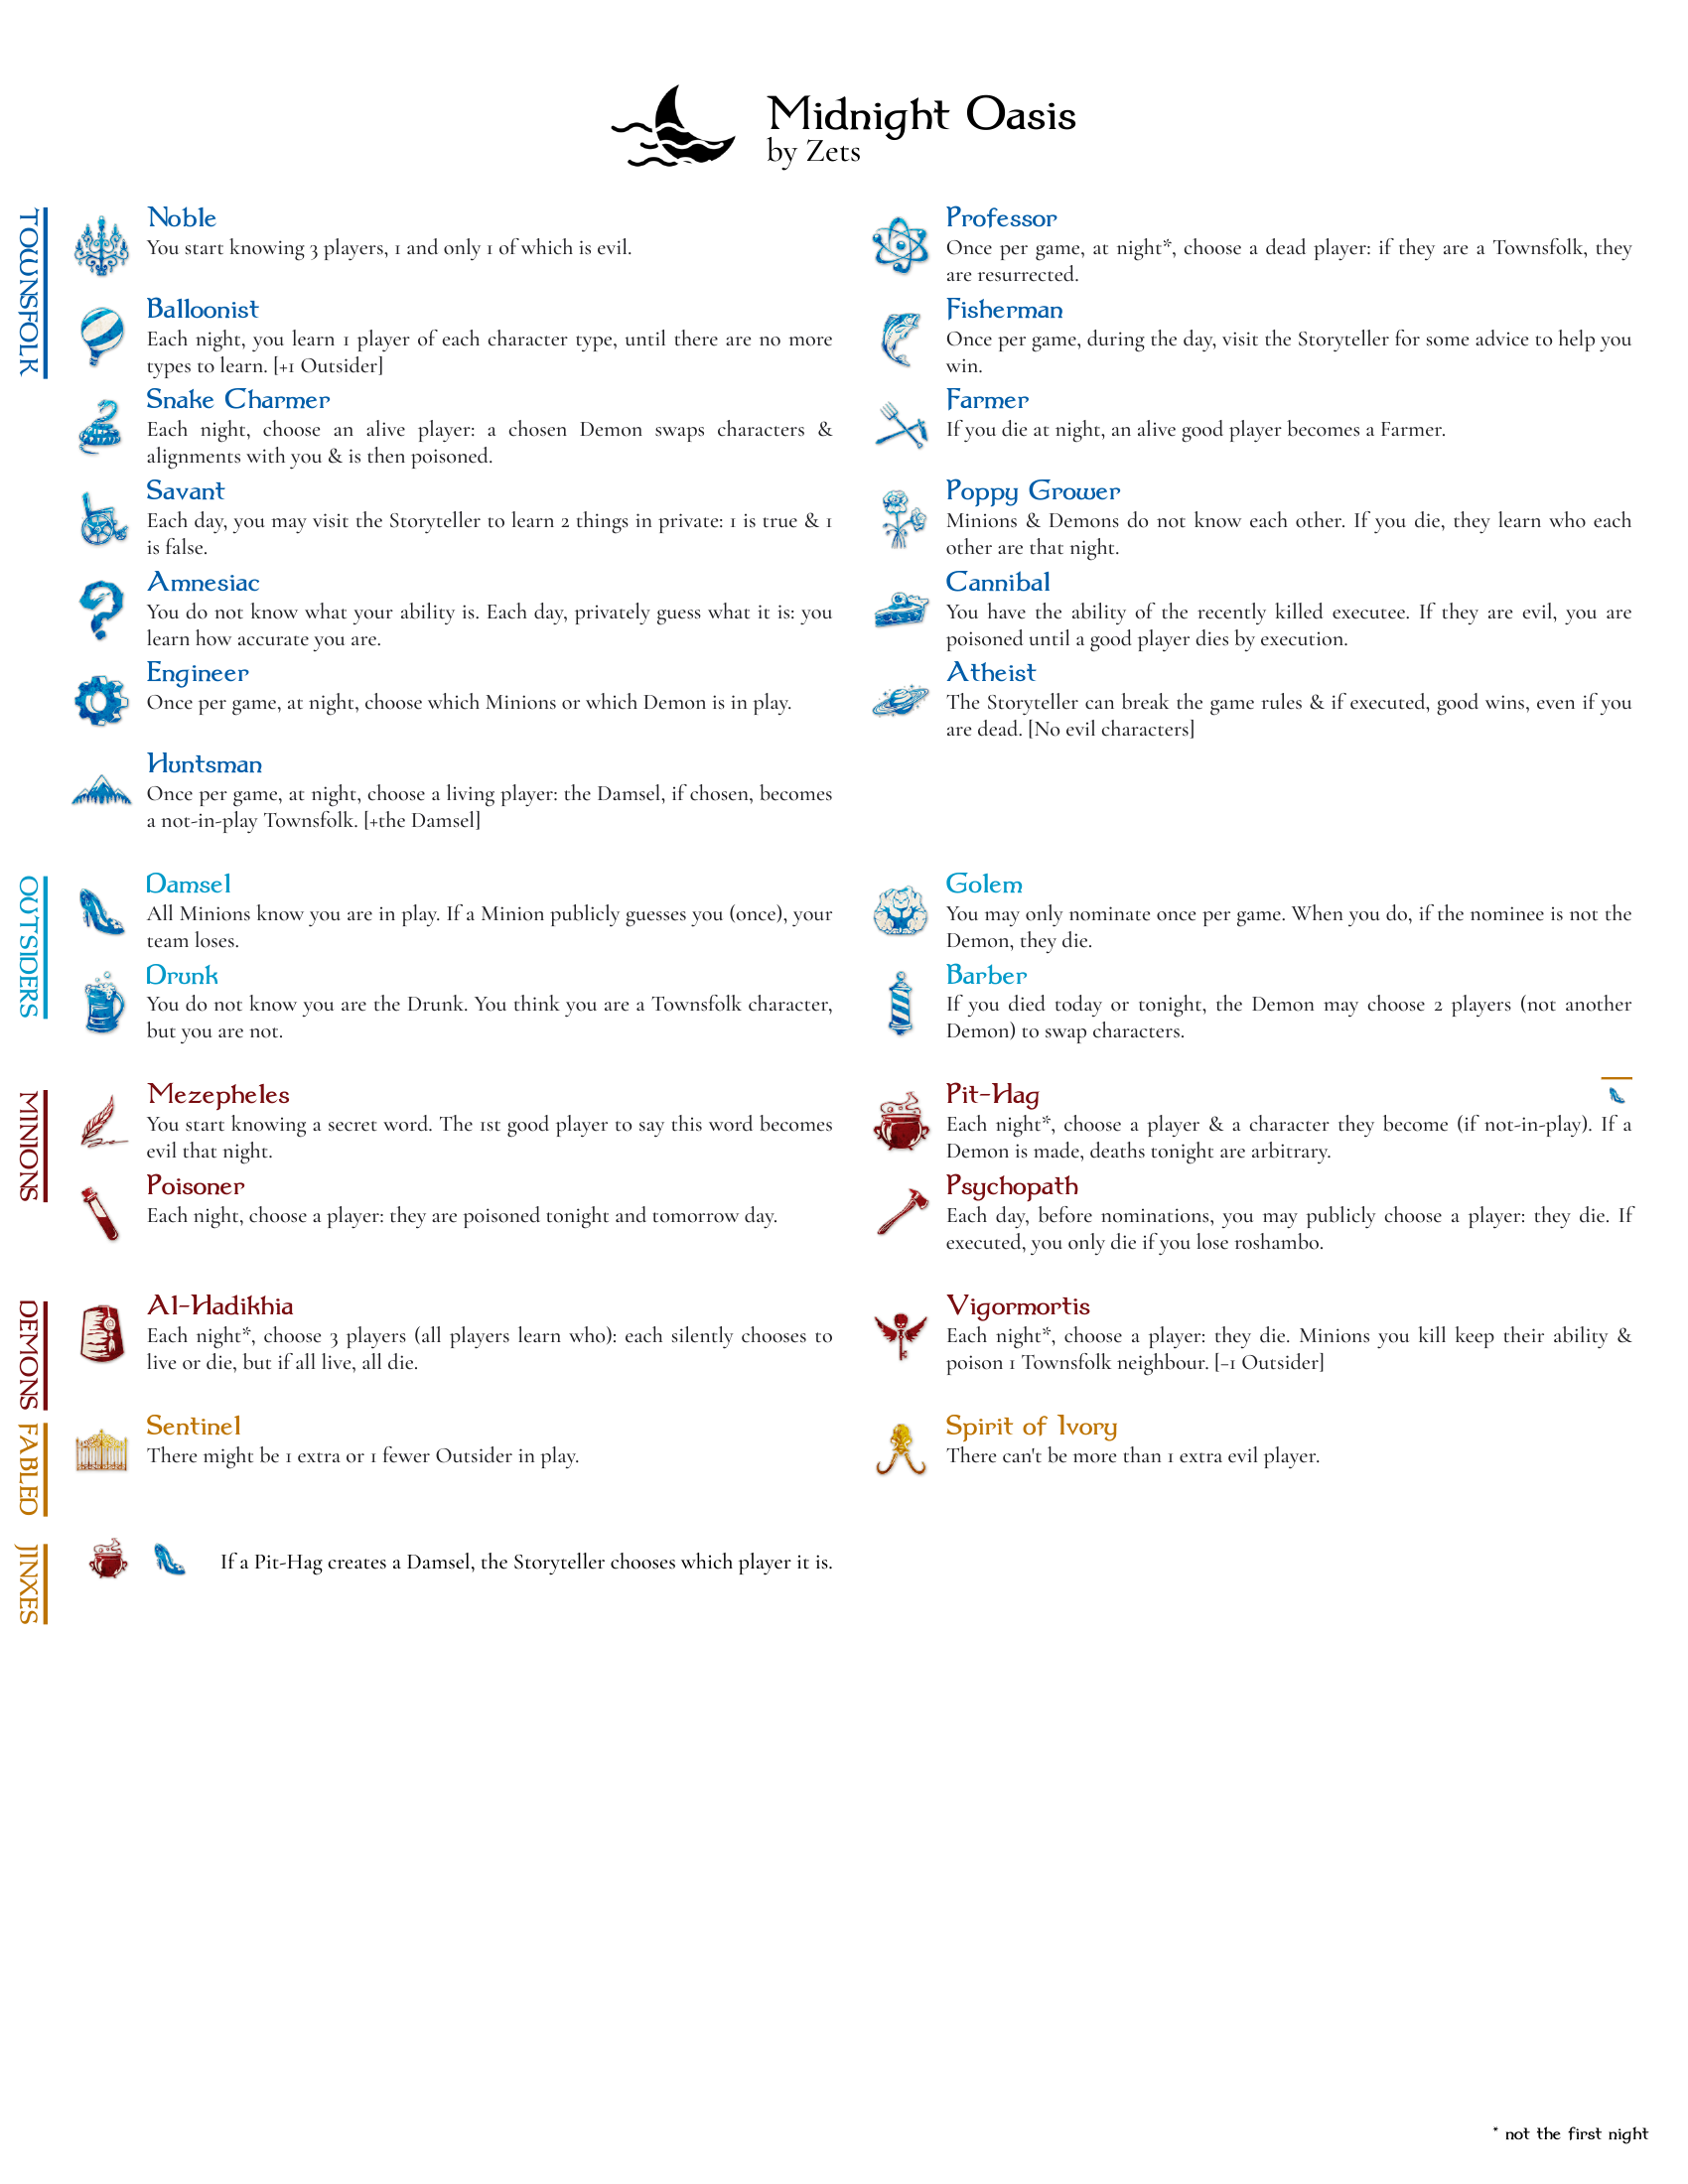 Midnight Oasis
by Zets
TOWNSFOLK
Noble
You start knowing 3 players, 1 and only 1 of which is evil.
Balloonist
Each night, you learn 1 player of each character type, until there are no more
types to learn. [+1 Outsider]
Snake Charmer
Each night, choose an alive player: a chosen Demon swaps characters &
alignments with you & is then poisoned.
Savant
Each day, you may visit the Storyteller to learn 2 things in private: 1 is true & 1
is false.
Amnesiac
You do not know what your ability is. Each day, privately guess what it is: you
learn how accurate you are.
Engineer
Once per game, at night, choose which Minions or which Demon is in play.
Huntsman
Once per game, at night, choose a living player: the Damsel, if chosen, becomes
a not-in-play Townsfolk. [+the Damsel]
Professor
Once per game, at night*, choose a dead player: if they are a Townsfolk, they
are resurrected.
Fisherman
Once per game, during the day, visit the Storyteller for some advice to help you
win.
Farmer
If you die at night, an alive good player becomes a Farmer.
Poppy Grower
Minions & Demons do not know each other. If you die, they learn who each
other are that night.
Cannibal
You have the ability of the recently killed executee. If they are evil, you are
poisoned until a good player dies by execution.
Atheist
The Storyteller can break the game rules & if executed, good wins, even if you
are dead. [No evil characters]
OUTSIDERS
Damsel
All Minions know you are in play. If a Minion publicly guesses you (once), your
team loses.
Drunk
You do not know you are the Drunk. You think you are a Townsfolk character,
but you are not.
Golem
You may only nominate once per game. When you do, if the nominee is not the
Demon, they die.
Barber
If you died today or tonight, the Demon may choose 2 players (not another
Demon) to swap characters.
MINIONS
Mezepheles
You start knowing a secret word. The 1st good player to say this word becomes
evil that night.
Poisoner
Each night, choose a player: they are poisoned tonight and tomorrow day.
Pit-Hag
Each night*, choose a player & a character they become (if not-in-play). If a
Demon is made, deaths tonight are arbitrary.
Psychopath
Each day, before nominations, you may publicly choose a player: they die. If
executed, you only die if you lose roshambo.
DEMONS
Al-Hadikhia
Each night*, choose 3 players (all players learn who): each silently chooses to
live or die, but if all live, all die.
Vigormortis
Each night*, choose a player: they die. Minions you kill keep their ability &
poison 1 Townsfolk neighbour. [-1 Outsider]
FABLED
Sentinel
There might be 1 extra or 1 fewer Outsider in play.
Spirit of Ivory
There can't be more than 1 extra evil player.
JINXES
If a Pit-Hag creates a Damsel, the Storyteller chooses which player it is.
* not the first night